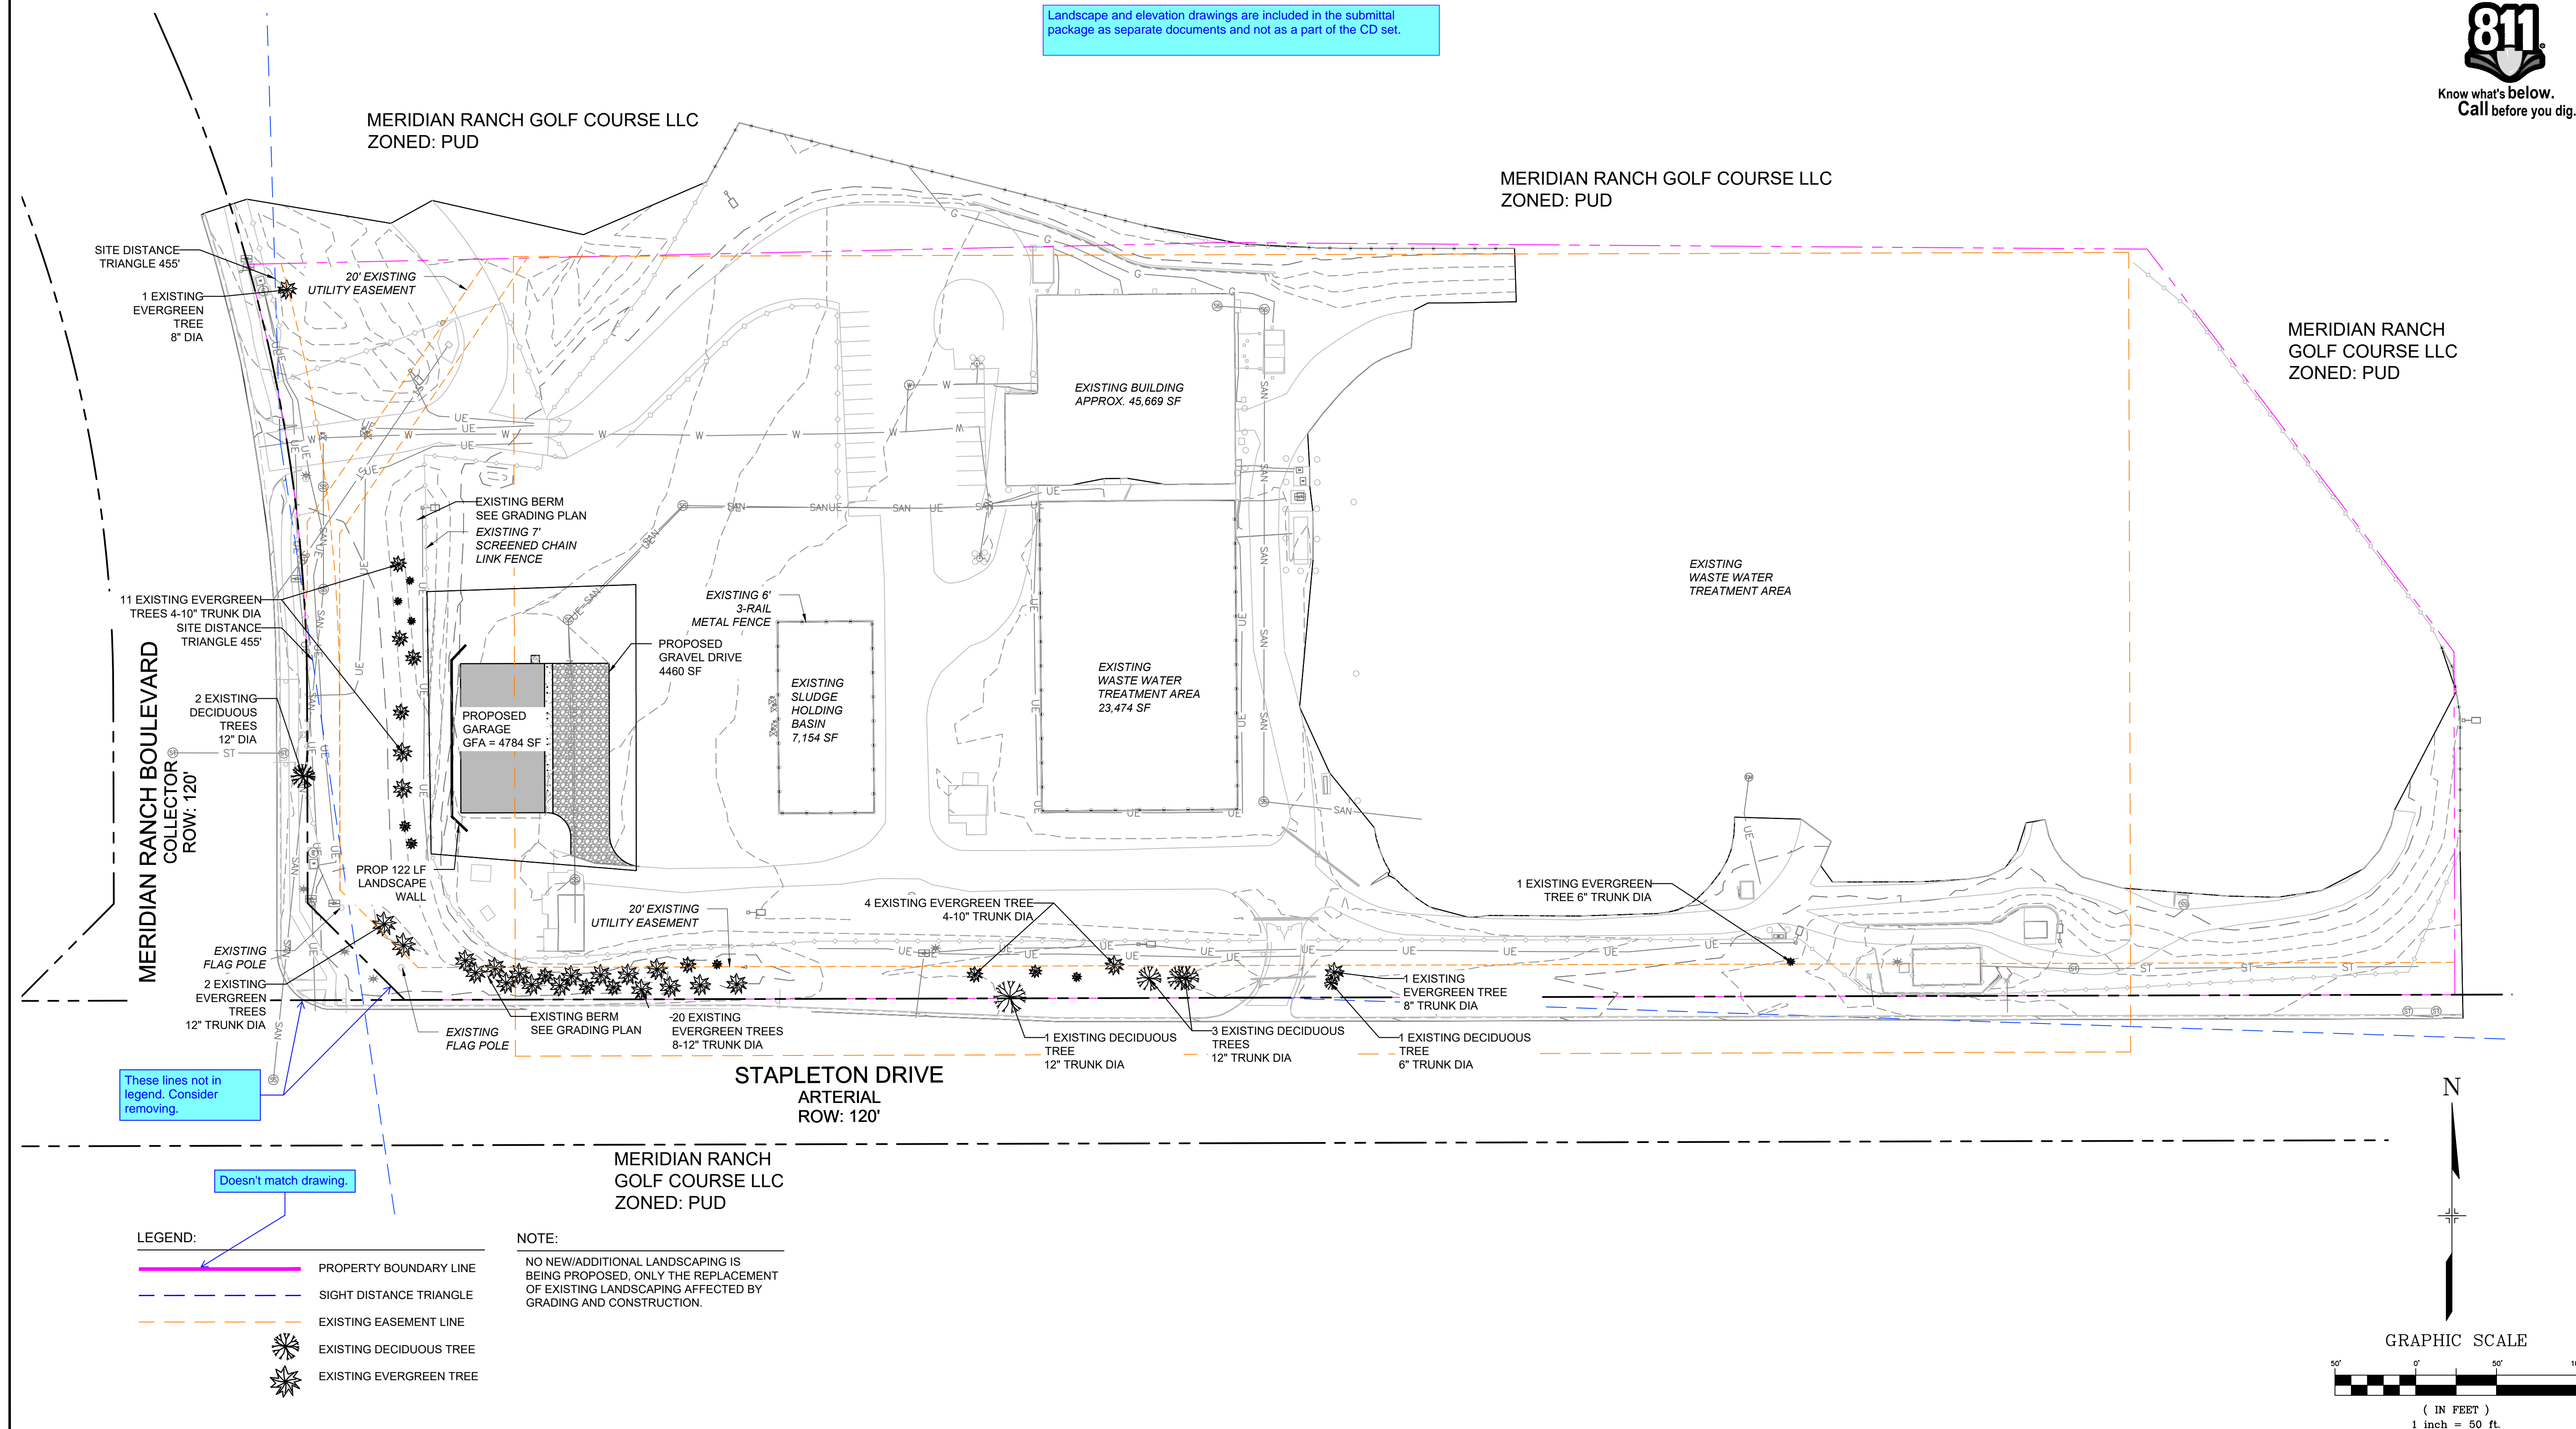 Landscape and elevation drawings are included in the submittal
package as separate documents and not as a part of the CD set.
811
Know what's below.
Call before you dig.
MERIDIAN RANCH GOLF COURSE LLC
ZONED: PUD
MERIDIAN RANCH GOLF COURSE LLC
ZONED: PUD
MERIDIAN RANCH
GOLF COURSE LLC
ZONED: PUD
SITE DISTANCE
TRIANGLE 455'
1 EXISTING
EVERGREEN
TREE
8" DIA
20' EXISTING
UTILITY EASEMENT
EXISTING BUILDING
APPROX. 45,669 SF
EXISTING BERM
SEE GRADING PLAN
EXISTING 7'
SCREENED CHAIN
LINK FENCE
EXISTING
WASTE WATER
TREATMENT AREA
11 EXISTING EVERGREEN
TREES 4-10" TRUNK DIA
SITE DISTANCE
TRIANGLE 455'
EXISTING 6'
3-RAIL
METAL FENCE
PROPOSED
GRAVEL DRIVE
4460 SF
2 EXISTING
DECIDUOUS
TREES
12" DIA
PROPOSED
GARAGE
GFA = 4784 SF
EXISTING
SLUDGE
HOLDING
BASIN
7,154 SF
EXISTING
WASTE WATER
TREATMENT AREA
23,474 SF
MERIDIAN RANCH BOULEVARD
COLLECTOR
ROW: 120'
PROP 122 LF
LANDSCAPE
WALL
20' EXISTING
UTILITY EASEMENT
4 EXISTING EVERGREEN TREE
4-10" TRUNK DIA
1 EXISTING EVERGREEN
TREE 6" TRUNK DIA
EXISTING
FLAG POLE
2 EXISTING
EVERGREEN
TREES
12" TRUNK DIA
EXISTING
FLAG POLE
EXISTING BERM
SEE GRADING PLAN
-20 EXISTING
EVERGREEN TREES
8-12" TRUNK DIA
1 EXISTING DECIDUOUS
TREE
12" TRUNK DIA
3 EXISTING DECIDUOUS
TREES
12" TRUNK DIA
1 EXISTING
EVERGREEN TREE
8" TRUNK DIA
1 EXISTING DECIDUOUS
TREE
6" TRUNK DIA
These lines not in
legend. Consider
removing.
STAPLETON DRIVE
ARTERIAL
ROW: 120'
MERIDIAN RANCH
GOLF COURSE LLC
ZONED: PUD
Doesn't match drawing.
LEGEND:
PROPERTY BOUNDARY LINE
SIGHT DISTANCE TRIANGLE
EXISTING EASEMENT LINE
EXISTING DECIDUOUS TREE
EXISTING EVERGREEN TREE
NOTE:
NO NEW/ADDITIONAL LANDSCAPING IS
BEING PROPOSED, ONLY THE REPLACEMENT
OF EXISTING LANDSCAPING AFFECTED BY
GRADING AND CONSTRUCTION.
N
GRAPHIC SCALE
50' 0' 50'
( IN FEET )
1 inch = 50 ft.